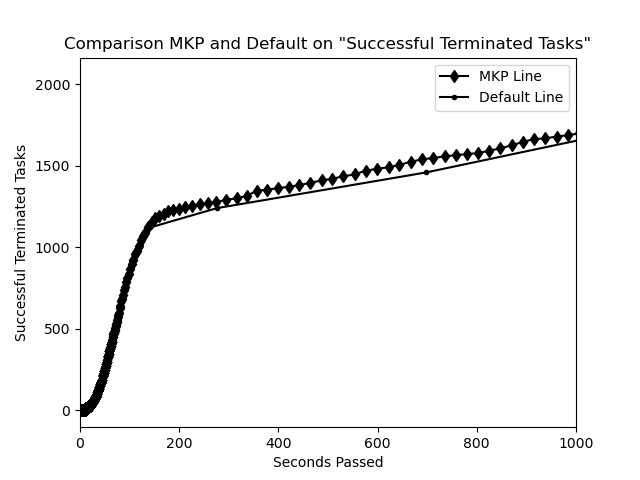 Comparison MKP and Default on "Successful Terminated Tasks"
MKP Line
Default Line
Successful Terminated Tasks
2000
1500
1000
500
0
0 200 400 600 800 1000
Seconds Passed